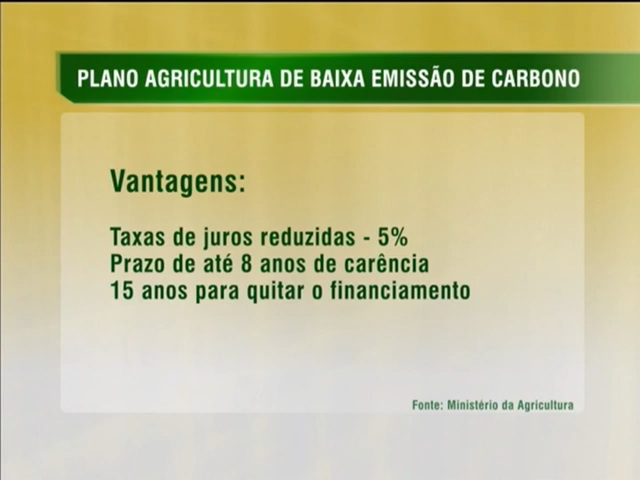 PLANO AGRICULTURA DE BAIXA EMISSÃO DE CARBONO
Vantagens:
Taxas de juros reduzidas - 5%
Prazo de até 8 anos de carência
15 anos para quitar o financiamento
Fonte: Ministério da Agricultura